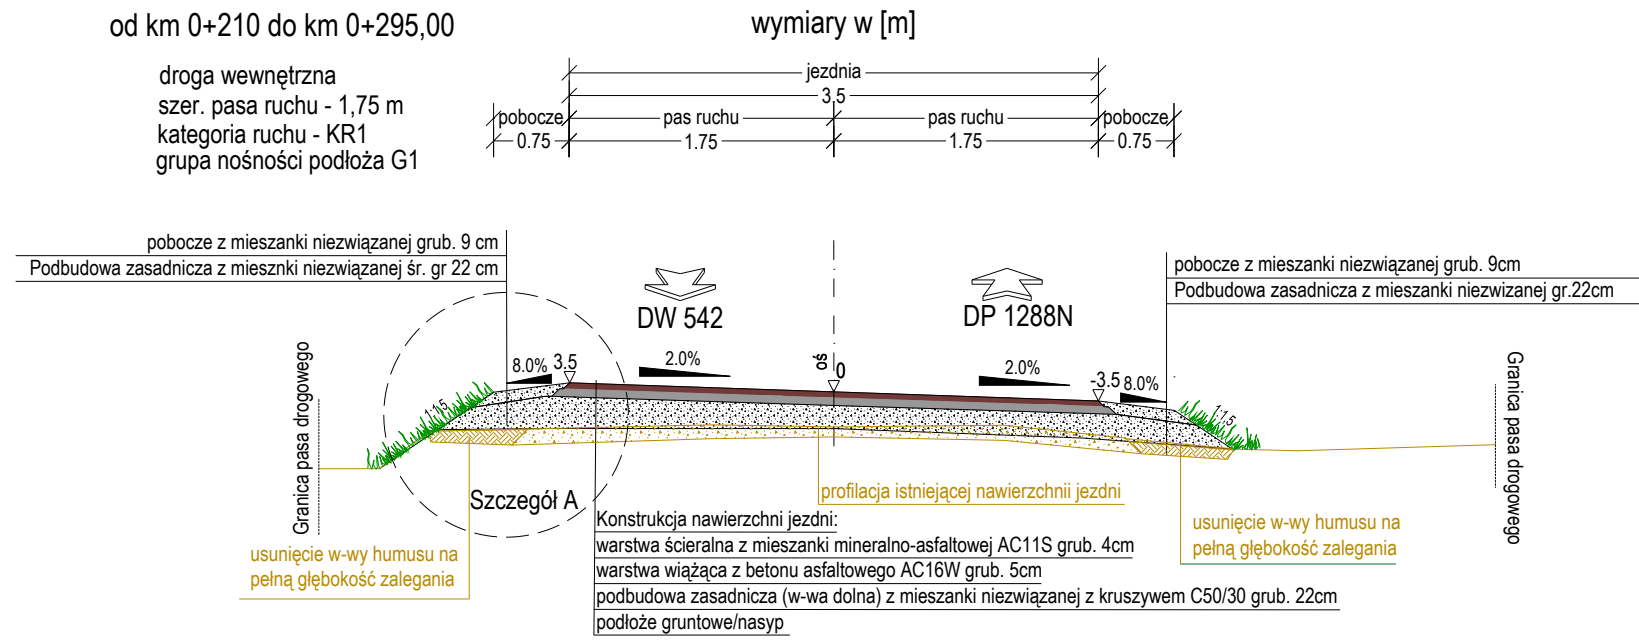 od km 0+210 do km 0+295,00
wymiary w [m]
droga wewnętrzna
szer. pasa ruchu - 1,75 m
kategoria ruchu - KR1
grupa nośności podłoża G1
jezdnia
3.5
pobocze
pas ruchu
pas ruchu
pobocze
0.75
1.75
1.75
0.75
pobocze z mieszanki niezwiązanej grub. 9 cm
Podbudowa zasadnicza z miesznki niezwiązanej śr. gr 22 cm
pobocze z mieszanki niezwiązanej grub. 9cm
Podbudowa zasadnicza z mieszanki niezwizanej gr.22cm
DW 542
DP 1288N
Granica pasa drogowego
8.0%
3.5
2.0%
oś
0
2.0%
-3.5
8.0%
1:1.5
1:1.5
Granica pasa drogowego
Szczegół A
profilacja istniejącej nawierzchnii jezdni
usunięcie w-wy humusu na
pełną głębokość zalegania
usunięcie w-wy humusu na
pełną głębokość zalegania
Konstrukcja nawierzchni jezdni:
warstwa ścieralna z mieszanki mineralno-asfaltowej AC11S grub. 4cm
warstwa wiążąca z betonu asfaltowego AC16W grub. 5cm
podbudowa zasadnicza (w-wa dolna) z mieszanki niezwiązanej z kruszywem C50/30 grub. 22cm
podłoże gruntowe/nasyp